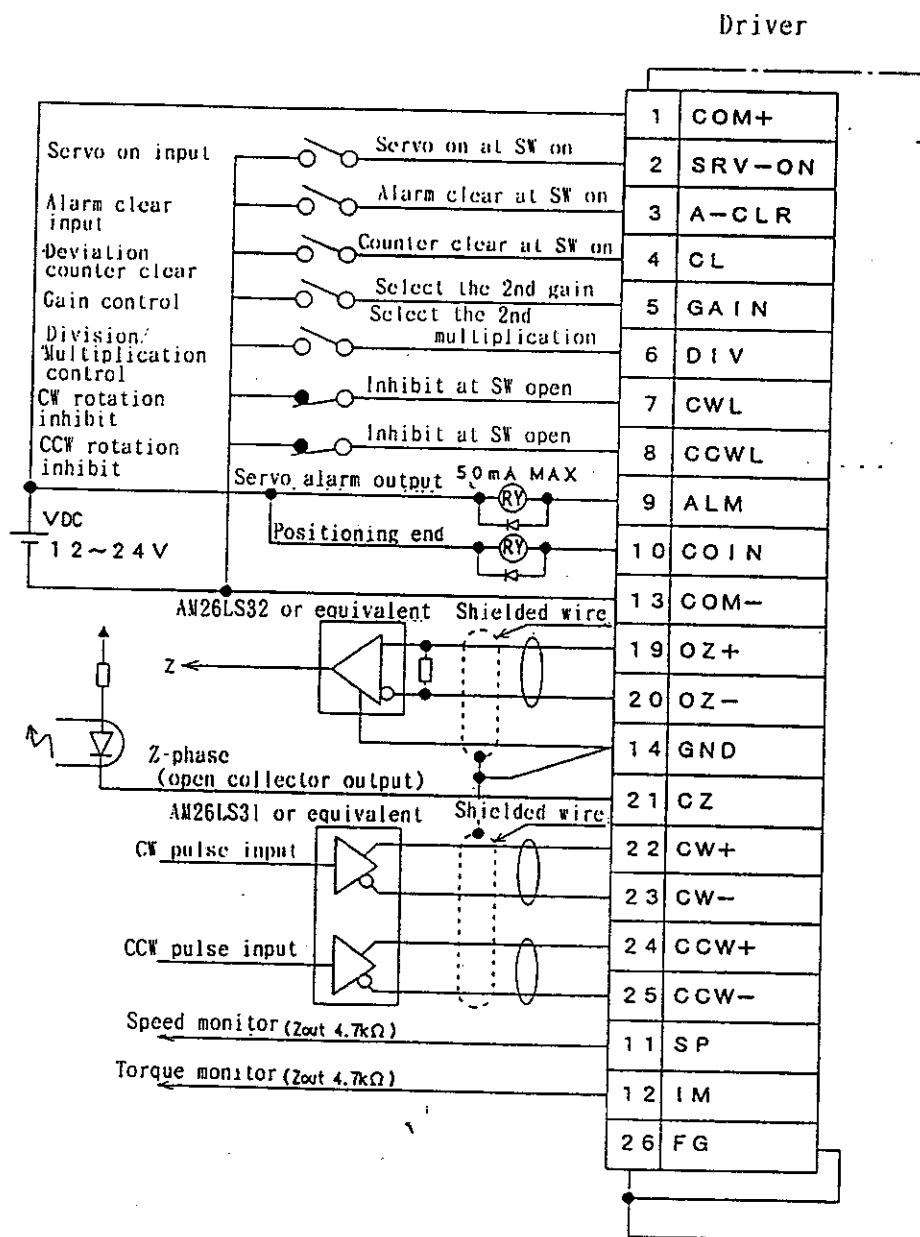 Driver
1 COM+
Servo on input
Servo on at SW on
2 SRV-ON
Alarm clear
input
Alarm clear at SW on
3 A-CLR
Deviation
counter clear
Counter clear at SW on
4 CL
Gain control
Select the 2nd gain
5 GAIN
Division/
Multiplication
control
Select the 2nd
multiplication
6 DIV
CW rotation
inhibit
Inhibit at SW open
7 CWL
CCW rotation
inhibit
Inhibit at SW open
8 CCWL
Servo alarm output
50mA MAX
RY
9 ALM
VDC
12~24V
Positioning end
RY
10 COIN
13 COM-
AM26LS32 or equivalent
Shielded wire
19 OZ+
Z
20 OZ-
14 GND
Z-phase
(open collector output)
21 CZ
AM26LS31 or equivalent
Shielded wire
CW pulse input
22 CW+
23 CW-
CCW pulse input
24 CCW+
25 CCW-
Speed monitor (Zout 4.7kΩ)
11 SP
Torque monitor (Zout 4.7kΩ)
12 IM
26 FG